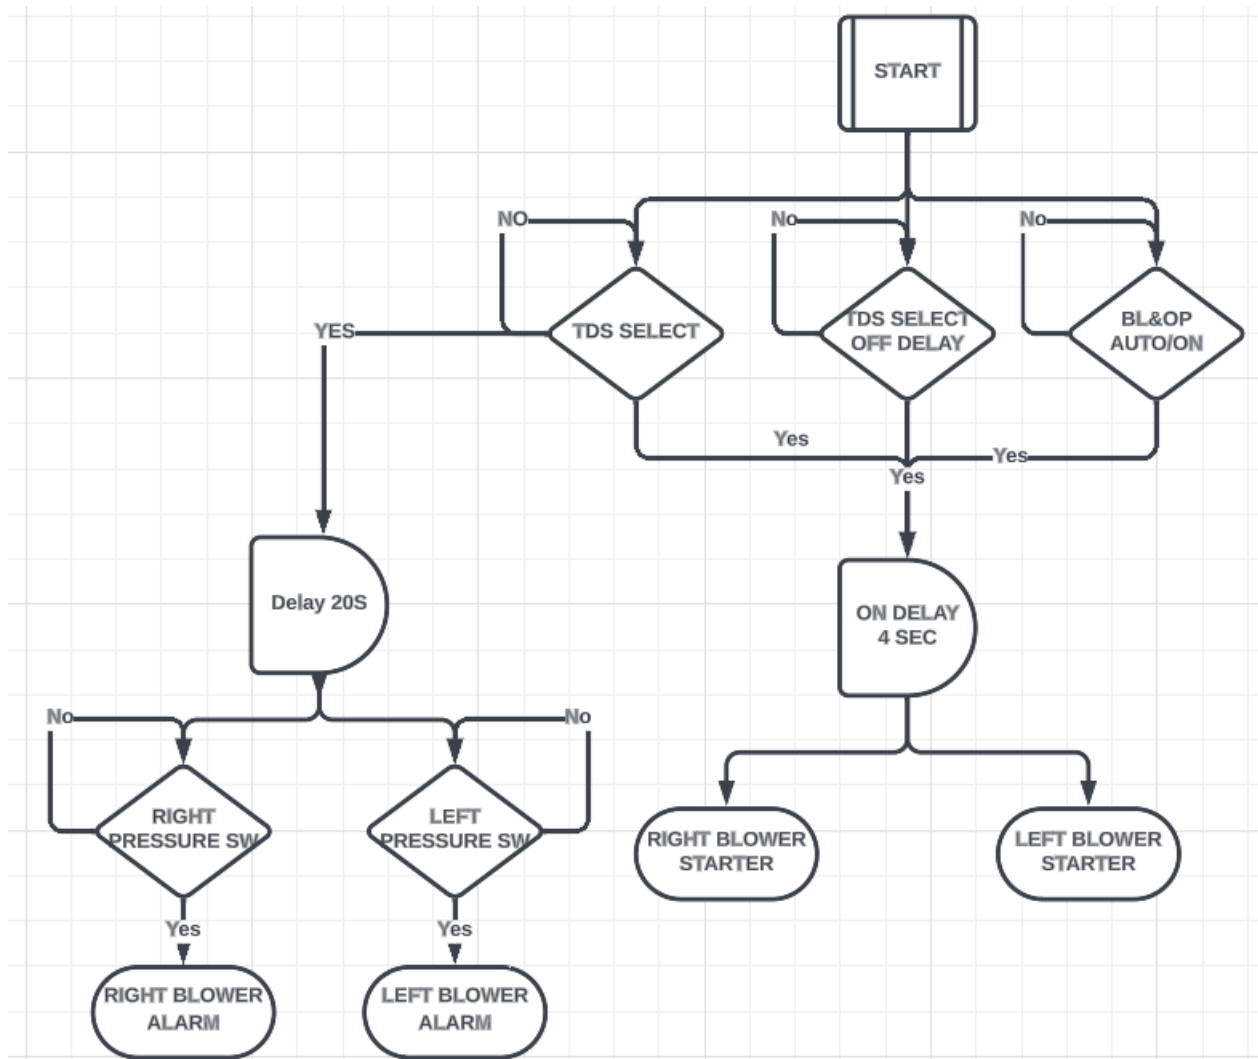 START
NO
No
No
YES
TDS SELECT
TDS SELECT
OFF DELAY
BL&OP
AUTO/ON
Yes
Yes
Yes
Delay 20S
ON DELAY
4 SEC
No
No
RIGHT
PRESSURE SW
LEFT
PRESSURE SW
RIGHT BLOWER
STARTER
LEFT BLOWER
STARTER
Yes
Yes
RIGHT BLOWER
ALARM
LEFT BLOWER
ALARM